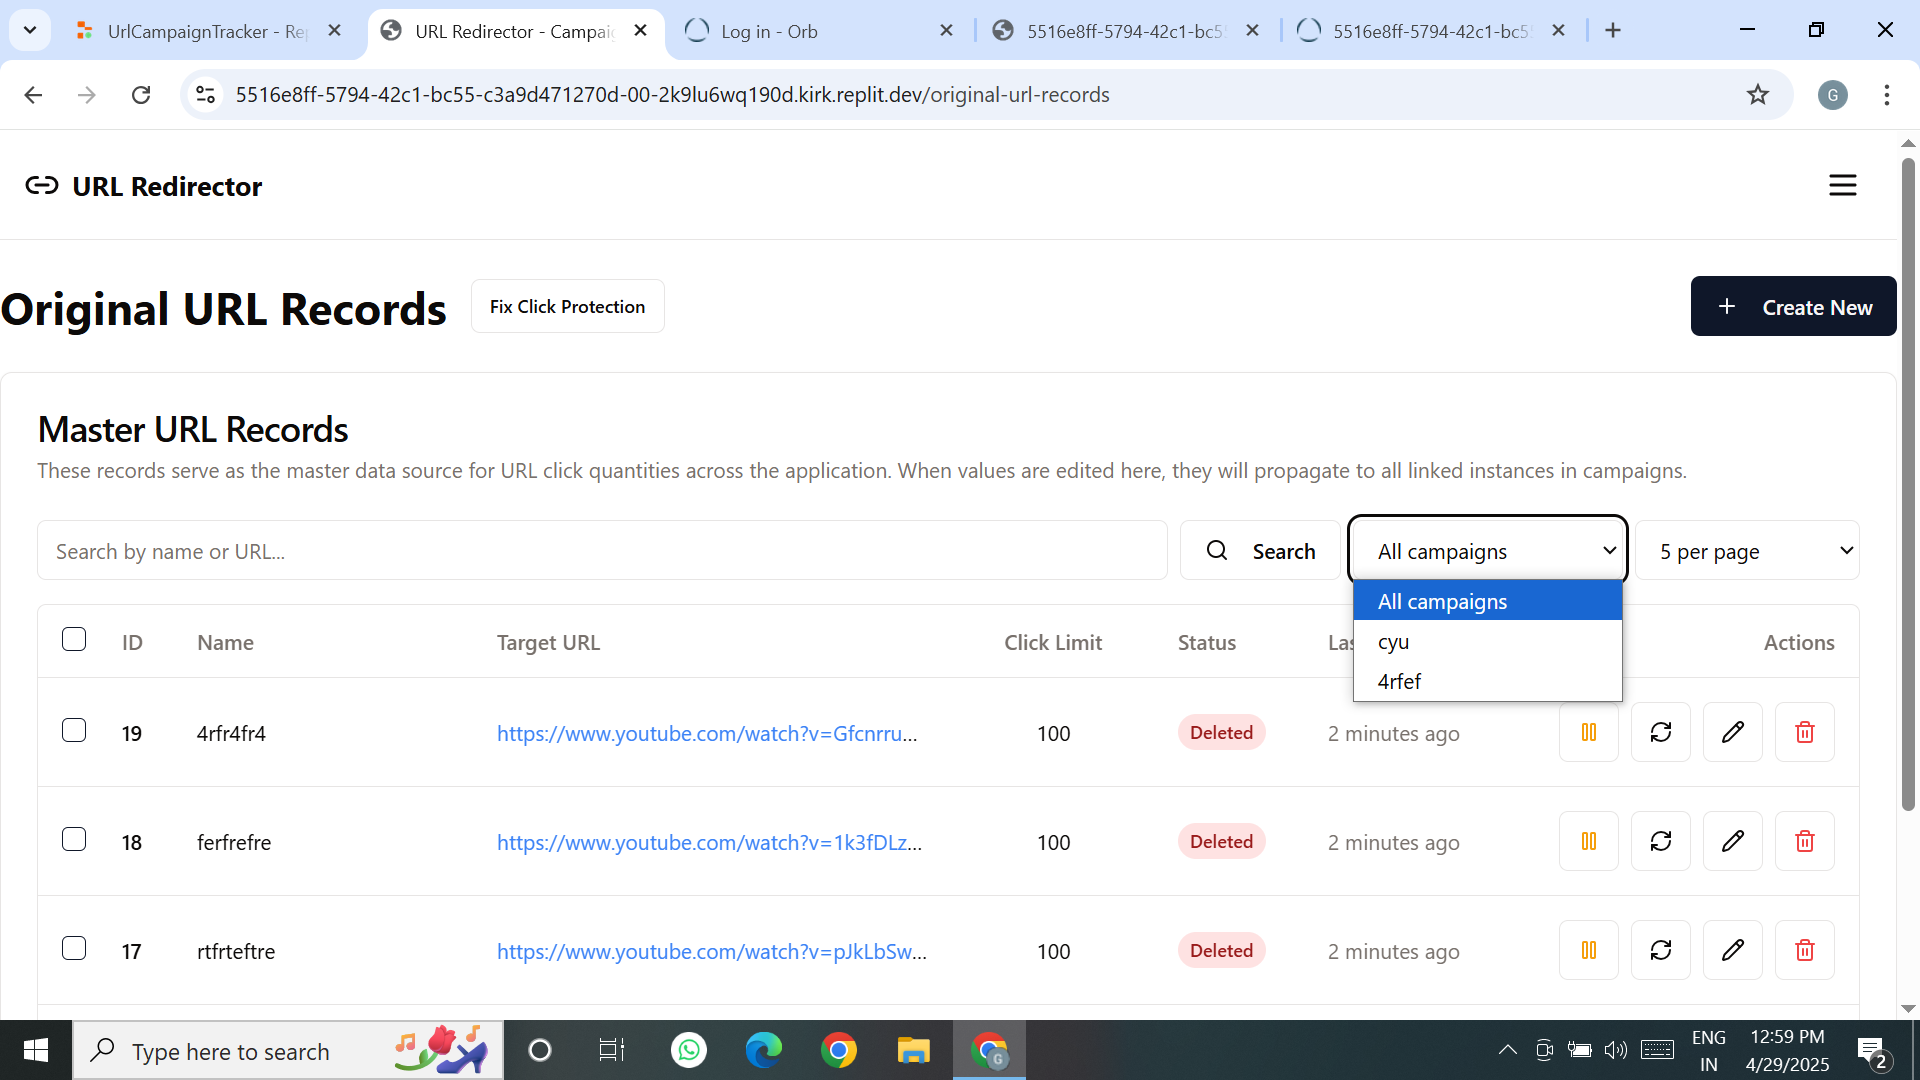 UrlCampaignTracker - Re
URL Redirector - Campai
Log in - Orb
5516e8ff-5794-42c1-bc5
5516e8ff-5794-42c1-bc5
5516e8ff-5794-42c1-bc55-c3a9d471270d-00-2k9lu6wq190d.kirk.replit.dev/original-url-records
G
URL Redirector
Original URL Records
Fix Click Protection
+ Create New
Master URL Records
These records serve as the master data source for URL click quantities across the application. When values are edited here, they will propagate to all linked instances in campaigns.
Search by name or URL...
Search
All campaigns
5 per page
All campaigns
cyu
4rfef
ID Name Target URL Click Limit Status Las Actions
19 4rfr4fr4 https://www.youtube.com/watch?v=Gfcnrru... 100 Deleted 2 minutes ago
18 ferfrefre https://www.youtube.com/watch?v=1k3fDLz... 100 Deleted 2 minutes ago
17 rtfrteftre https://www.youtube.com/watch?v=pJkLbSw... 100 Deleted 2 minutes ago
Type here to search
G
ENG
IN
12:59 PM
4/29/2025
2